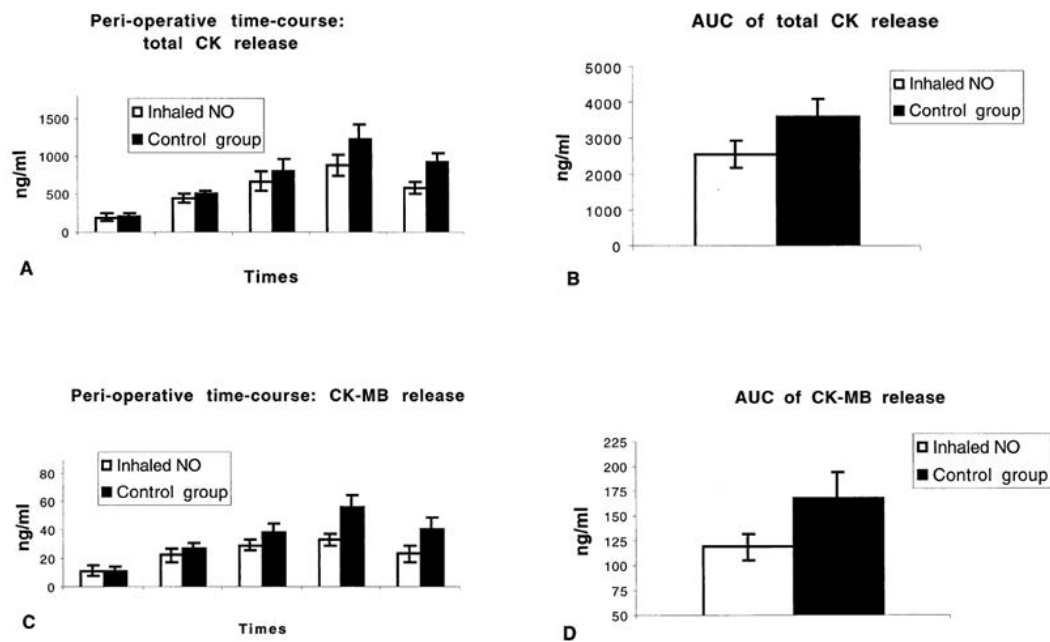 Peri-operative time-course:
total CK release
Inhaled NO
Control group
1500
1000
500
0
ng/ml
Times
A
AUC of total CK release
Inhaled NO
Control group
5000
4000
3000
2000
1000
0
ng/ml
B
Peri-operative time-course: CK-MB release
Inhaled NO
Control group
80
60
40
20
0
ng/ml
Times
C
AUC of CK-MB release
Inhaled NO
Control group
225
200
175
150
125
100
75
50
ng/ml
D